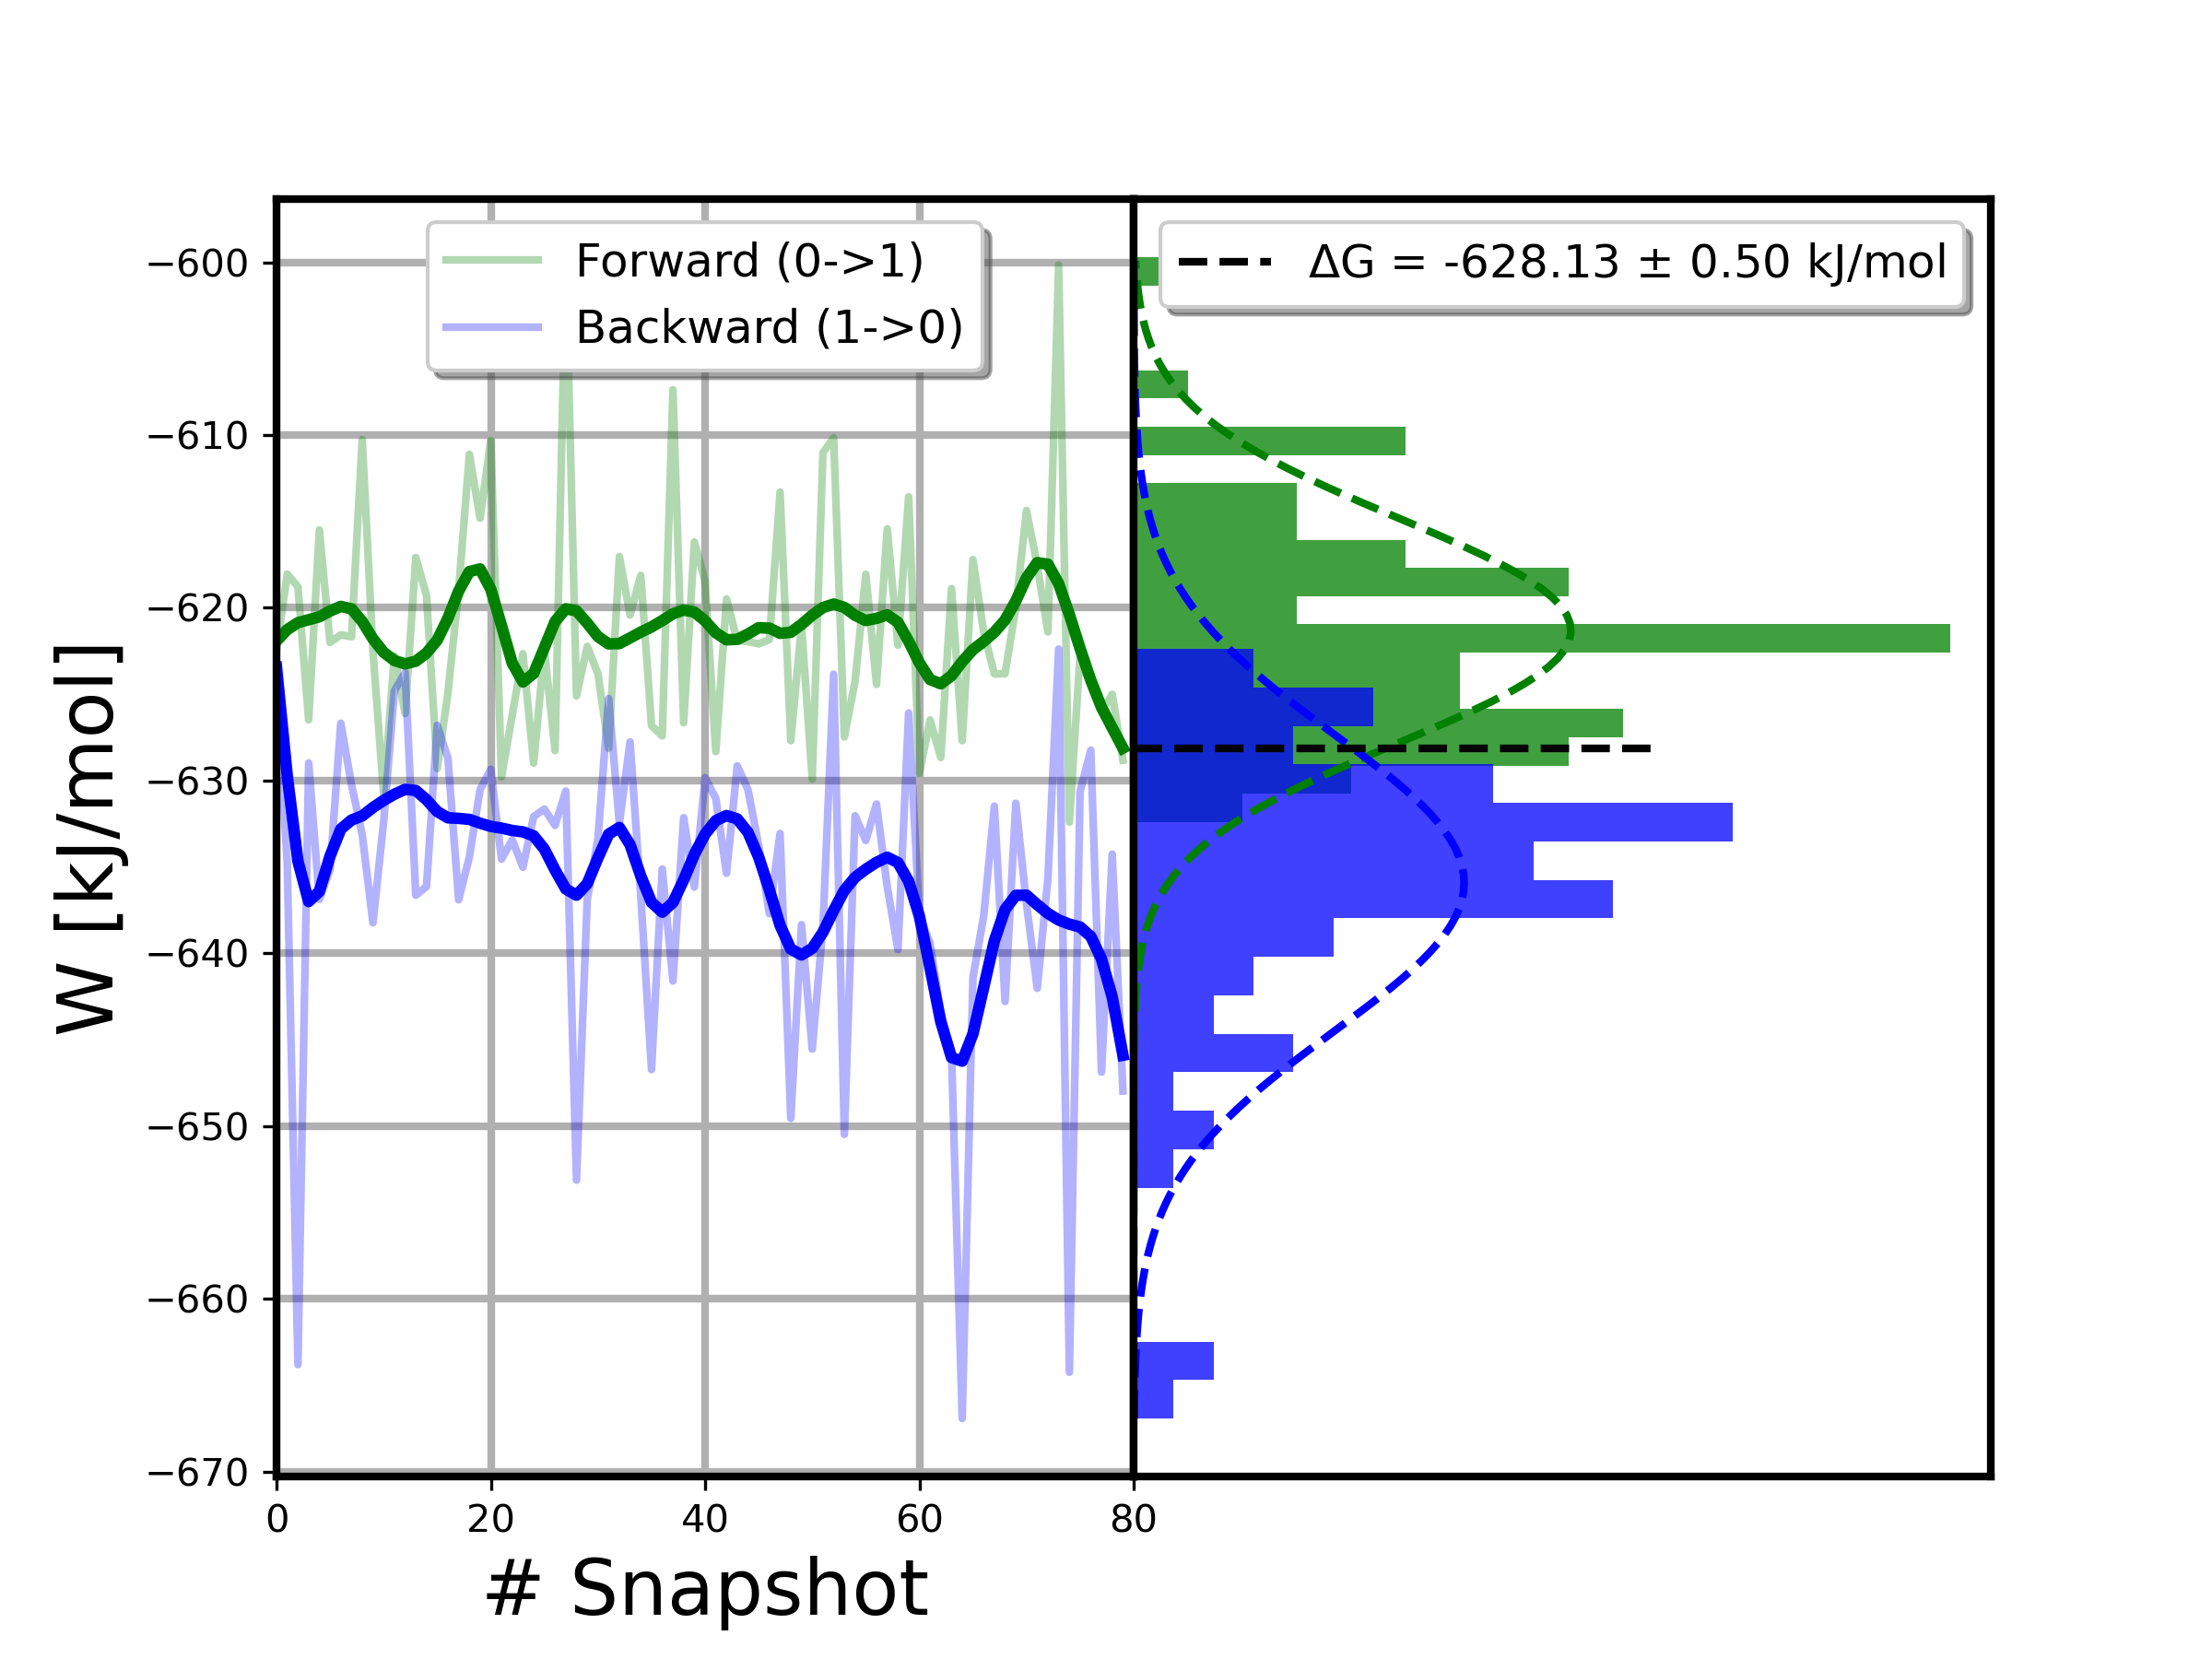 Forward (0->1)
Backward (1->0)
ΔG = -628.13 ± 0.50 kJ/mol
W [kJ/mol]
−600
−610
−620
−630
−640
−650
−660
−670
0 20 40 60 80
# Snapshot